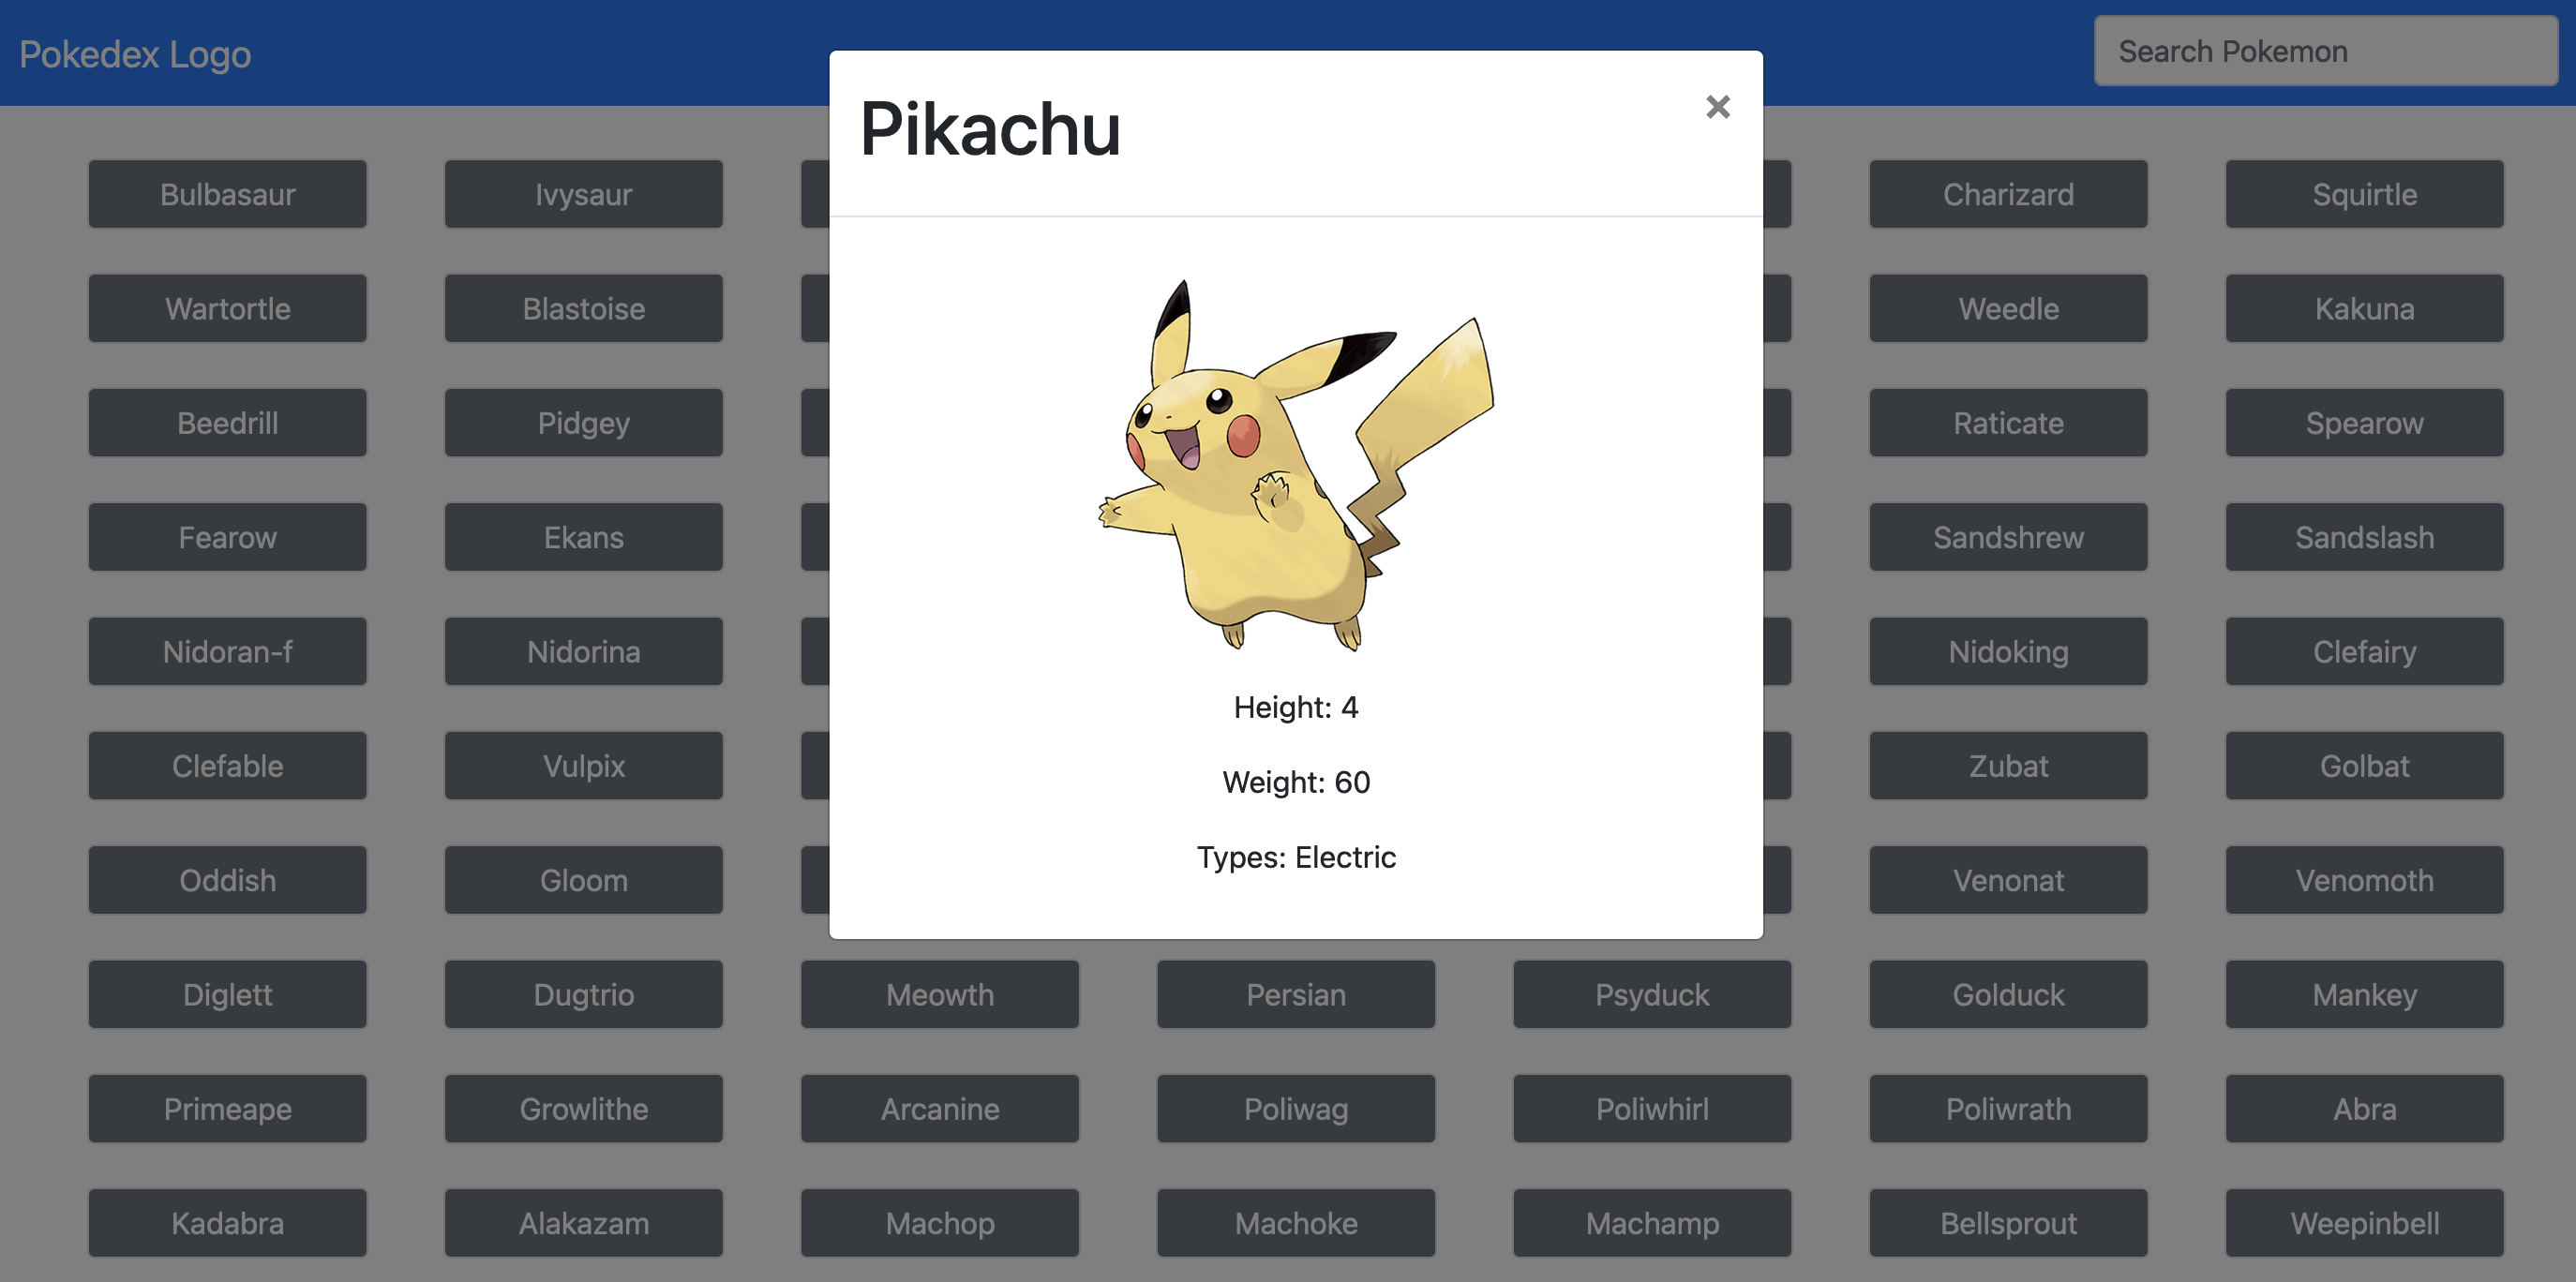 Pokedex Logo
Search Pokemon
Pikachu
×
Height: 4
Weight: 60
Types: Electric
Bulbasaur Ivysaur Charizard Squirtle
Wartortle Blastoise Weedle Kakuna
Beedrill Pidgey Raticate Spearow
Fearow Ekans Sandshrew Sandslash
Nidoran-f Nidorina Nidoking Clefairy
Clefable Vulpix Zubat Golbat
Oddish Gloom Venonat Venomoth
Diglett Dugtrio Meowth Persian Psyduck Golduck Mankey
Primeape Growlithe Arcanine Poliwag Poliwhirl Poliwrath Abra
Kadabra Alakazam Machop Machoke Machamp Bellsprout Weepinbell